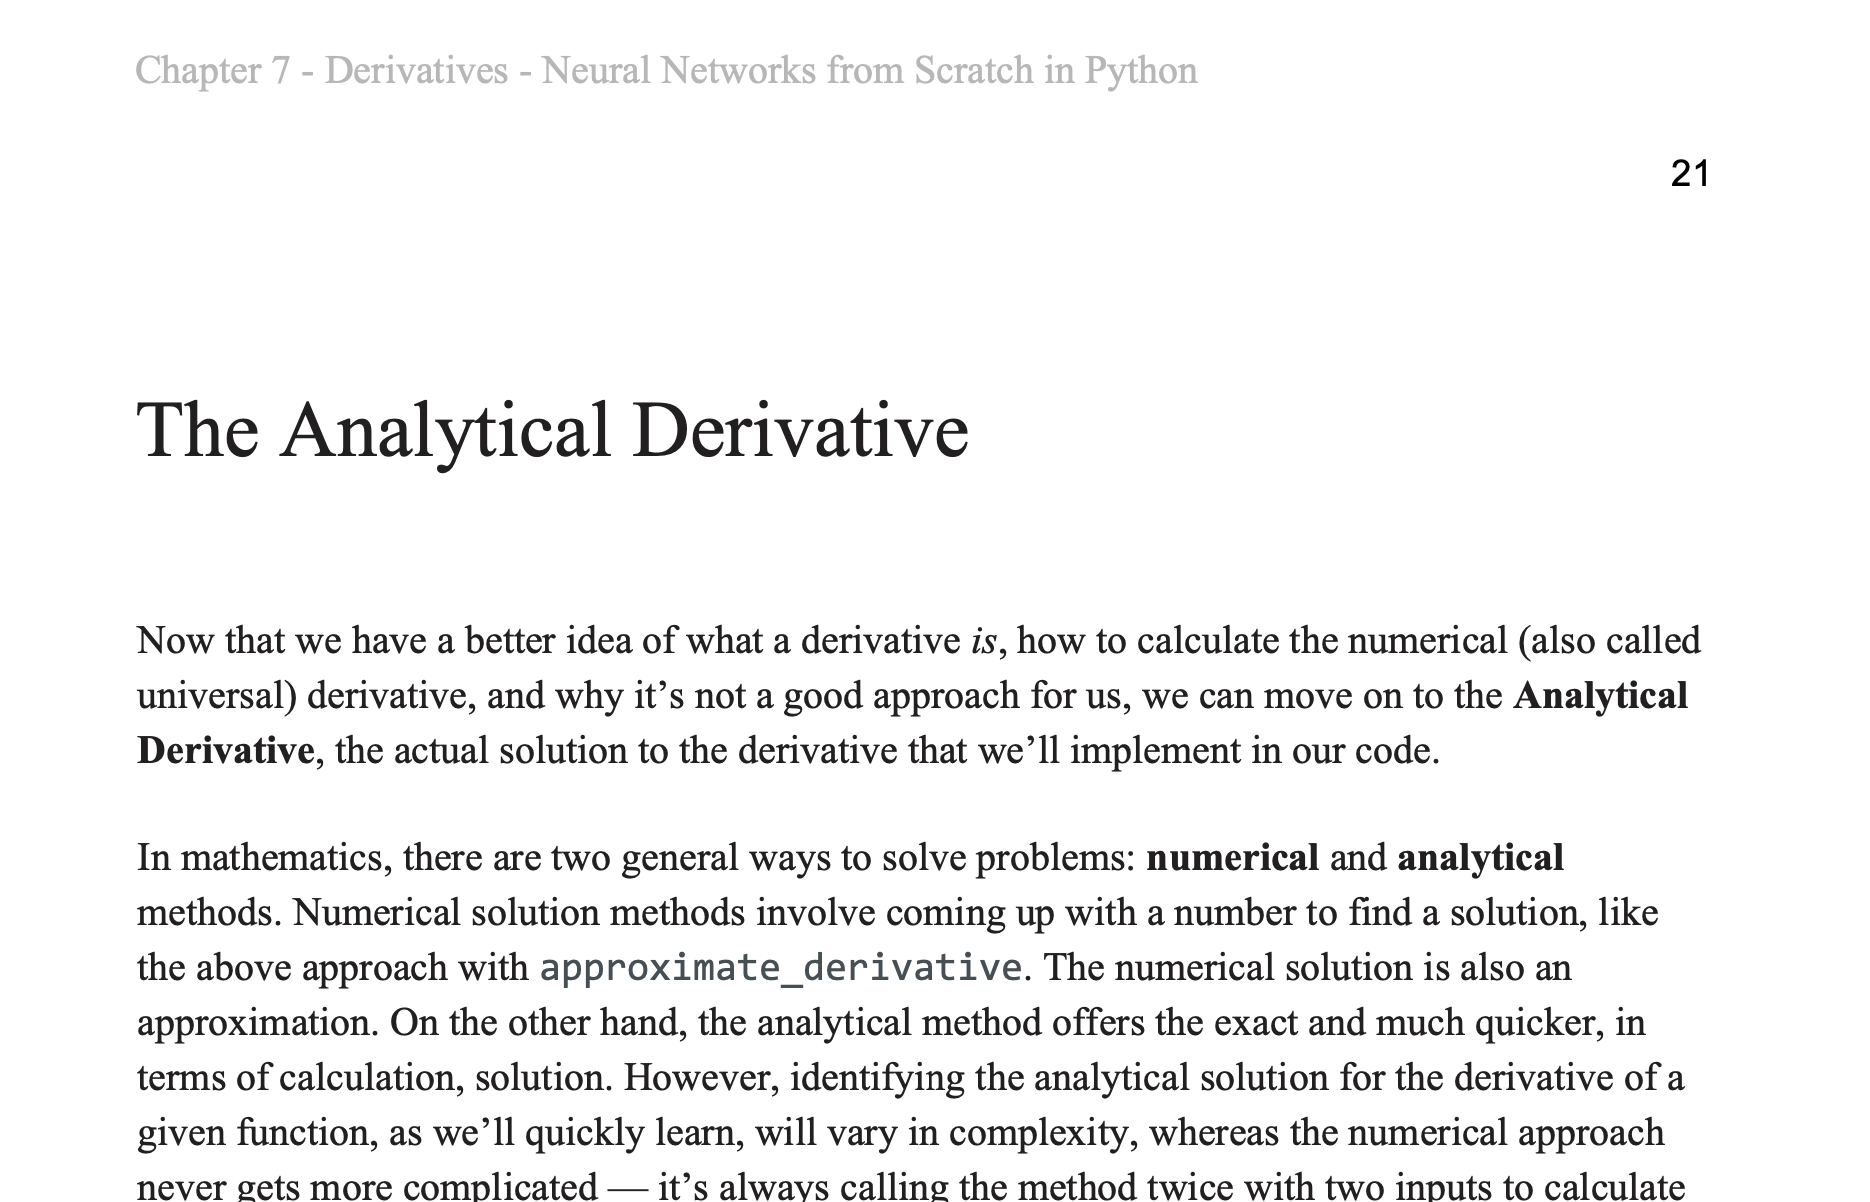 Chapter 7 - Derivatives - Neural Networks from Scratch in Python
21
The Analytical Derivative
Now that we have a better idea of what a derivative is, how to calculate the numerical (also called
universal) derivative, and why it’s not a good approach for us, we can move on to the Analytical
Derivative, the actual solution to the derivative that we’ll implement in our code.
In mathematics, there are two general ways to solve problems: numerical and analytical
methods. Numerical solution methods involve coming up with a number to find a solution, like
the above approach with approximate_derivative. The numerical solution is also an
approximation. On the other hand, the analytical method offers the exact and much quicker, in
terms of calculation, solution. However, identifying the analytical solution for the derivative of a
given function, as we’ll quickly learn, will vary in complexity, whereas the numerical approach
never gets more complicated — it’s always calling the method twice with two inputs to calculate